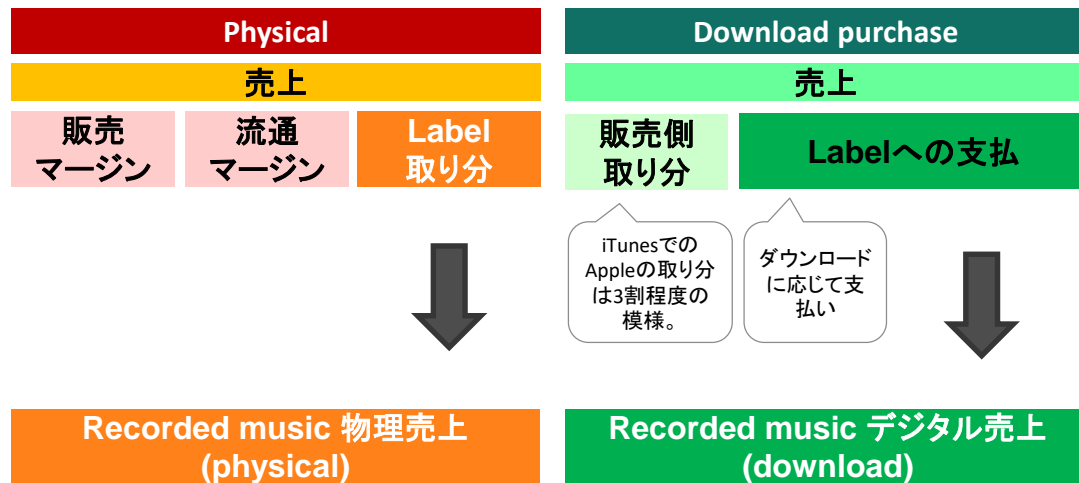 Physical
売上
販売
マージン
流通
マージン
Label
取り分
Download purchase
売上
販売側
取り分
Labelへの支払
iTunesでの
Appleの取り分
は3割程度の
模様。
ダウンロード
に応じて支
払い
Recorded music 物理売上
(physical)
Recorded music デジタル売上
(download)